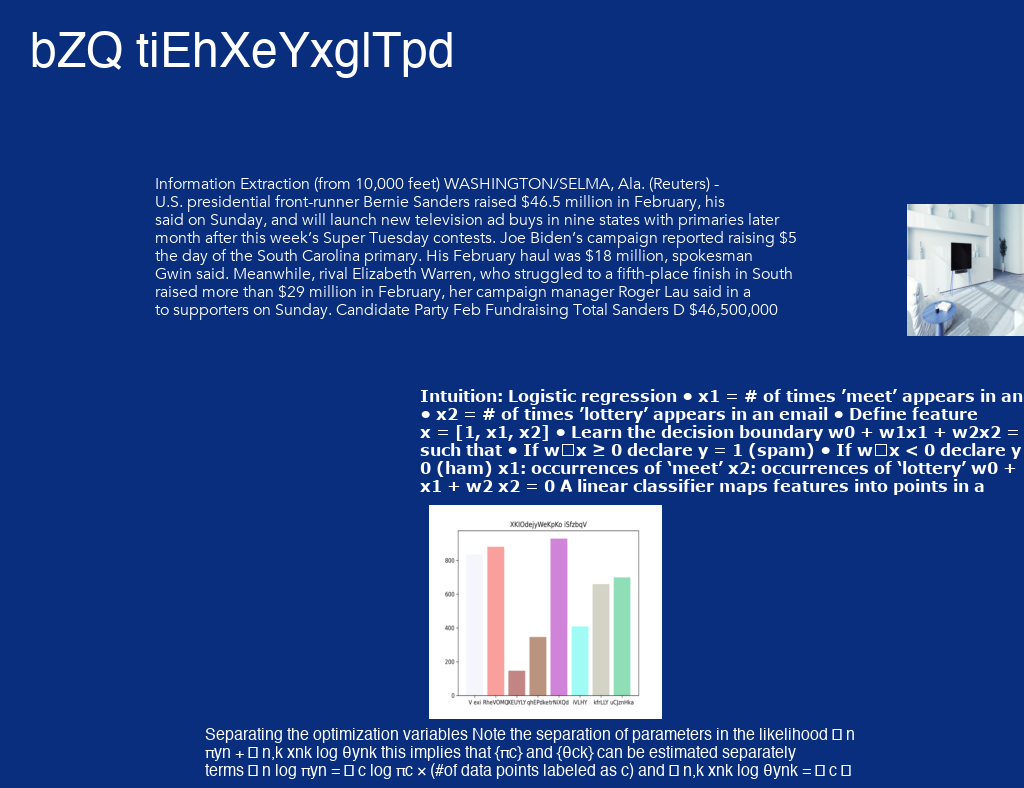 bZQ tiEhXeYxglTpd
Information Extraction (from 10,000 feet) WASHINGTON/SELMA, Ala. (Reuters) -
U.S. presidential front-runner Bernie Sanders raised $46.5 million in February, his
said on Sunday, and will launch new television ad buys in nine states with primaries later
month after this week’s Super Tuesday contests. Joe Biden’s campaign reported raising $5
the day of the South Carolina primary. His February haul was $18 million, spokesman
Gwin said. Meanwhile, rival Elizabeth Warren, who struggled to a fifth-place finish in South
raised more than $29 million in February, her campaign manager Roger Lau said in a
to supporters on Sunday. Candidate Party Feb Fundraising Total Sanders D $46,500,000
Intuition: Logistic regression ● x1 = # of times ’meet’ appears in an
● x2 = # of times ’lottery’ appears in an email ● Define feature
x = [1, x1, x2] ● Learn the decision boundary w0 + w1x1 + w2x2 =
such that ● If w□x ≥ 0 declare y = 1 (spam) ● If w□x < 0 declare y
0 (ham) x1: occurrences of ‘meet’ x2: occurrences of ‘lottery’ w0 +
x1 + w2 x2 = 0 A linear classifier maps features into points in a
XKlOdejyWeKpKo iSfzbqV
800
600
400
200
0
V exi RheVOMQ KEUYLY qhEPdk etrNiXQd iVLHY kfrLLY uCJznHka
Separating the optimization variables Note the separation of parameters in the likelihood □ n
πyn + □ n,k xnk log θynk this implies that {πc} and {θck} can be estimated separately
terms □ n log πyn = □ c log πc × (#of data points labeled as c) and □ n,k xnk log θynk = □ c □